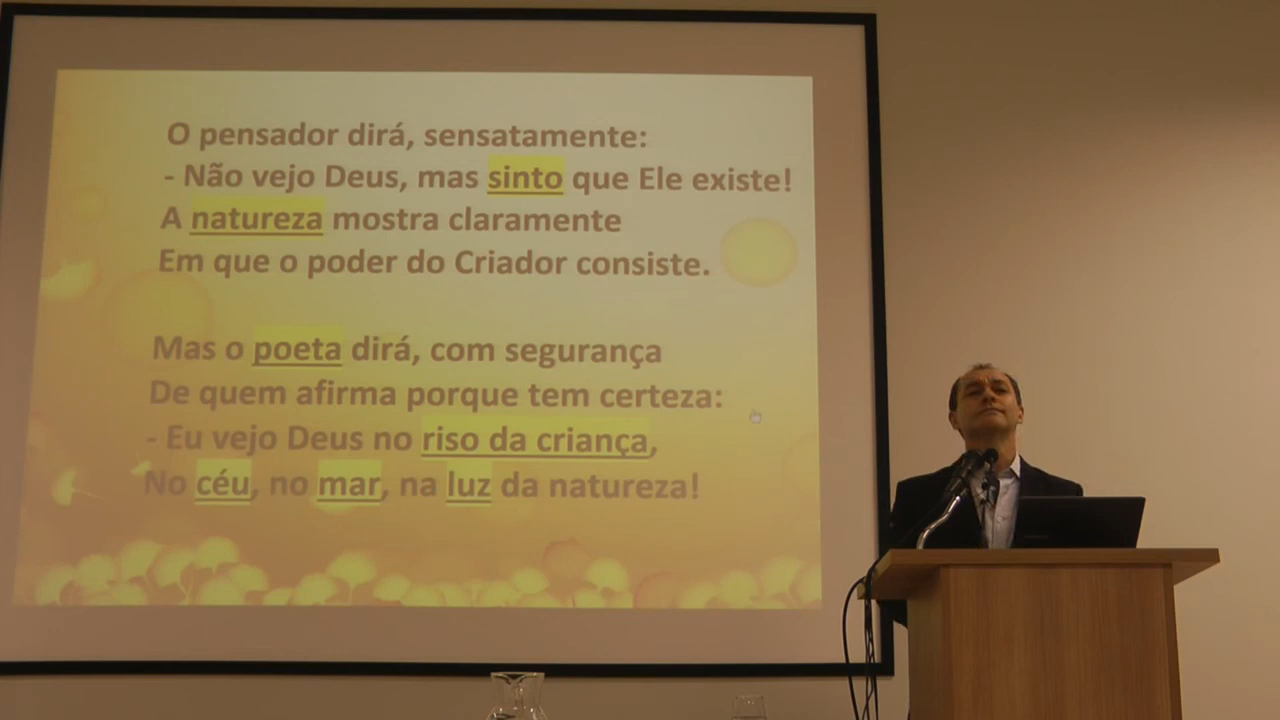 O pensador dirá, sensatamente:
- Não vejo Deus, mas sinto que Ele existe!
A natureza mostra claramente
Em que o poder do Criador consiste.
Mas o poeta dirá, com segurança
De quem afirma porque tem certeza:
- Eu vejo Deus no riso da criança,
No céu, no mar, na luz da natureza!